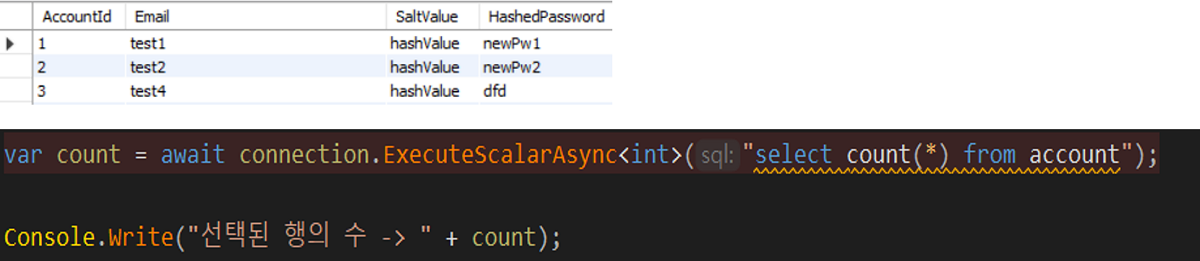 AccountId Email SaltValue HashedPassword
1 test1 hashValue newPw1
2 test2 hashValue newPw2
3 test4 hashValue dfd
var count = await connection.ExecuteScalarAsync<int>(sql:"select count(*) from account");
Console.Write("선택된 행의 수 -> " + count);